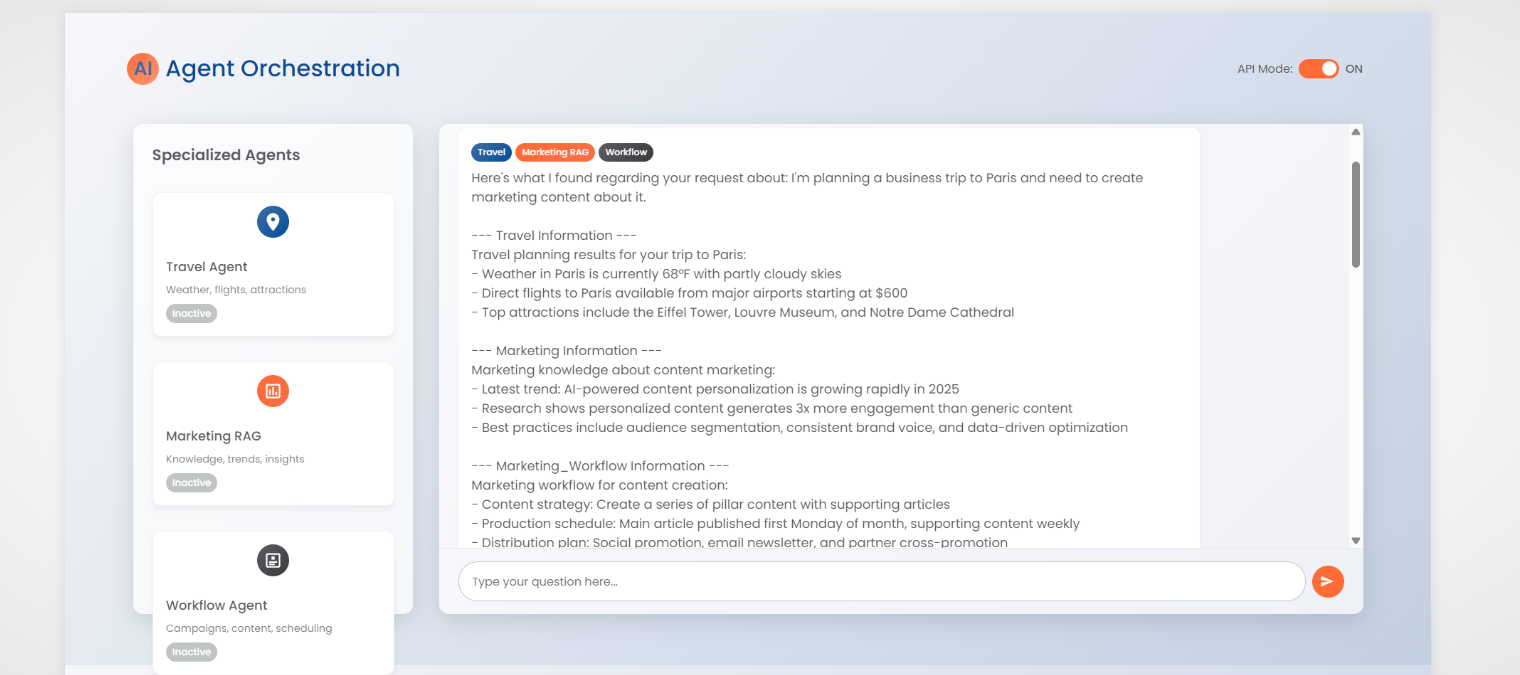 AI Agent Orchestration
API Mode: ON
Specialized Agents
Travel Agent
Weather, flights, attractions
Inactive
Marketing RAG
Knowledge, trends, insights
Inactive
Workflow Agent
Campaigns, content, scheduling
Inactive
Travel Marketing RAG Workflow
Here's what I found regarding your request about: I'm planning a business trip to Paris and need to create
marketing content about it.
--- Travel Information ---
Travel planning results for your trip to Paris:
- Weather in Paris is currently 68°F with partly cloudy skies
- Direct flights to Paris available from major airports starting at $600
- Top attractions include the Eiffel Tower, Louvre Museum, and Notre Dame Cathedral
--- Marketing Information ---
Marketing knowledge about content marketing:
- Latest trend: AI-powered content personalization is growing rapidly in 2025
- Research shows personalized content generates 3x more engagement than generic content
- Best practices include audience segmentation, consistent brand voice, and data-driven optimization
--- Marketing_Workflow Information ---
Marketing workflow for content creation:
- Content strategy: Create a series of pillar content with supporting articles
- Production schedule: Main article published first Monday of month, supporting content weekly
- Distribution plan: Social promotion, email newsletter, and partner cross-promotion
Type your question here...